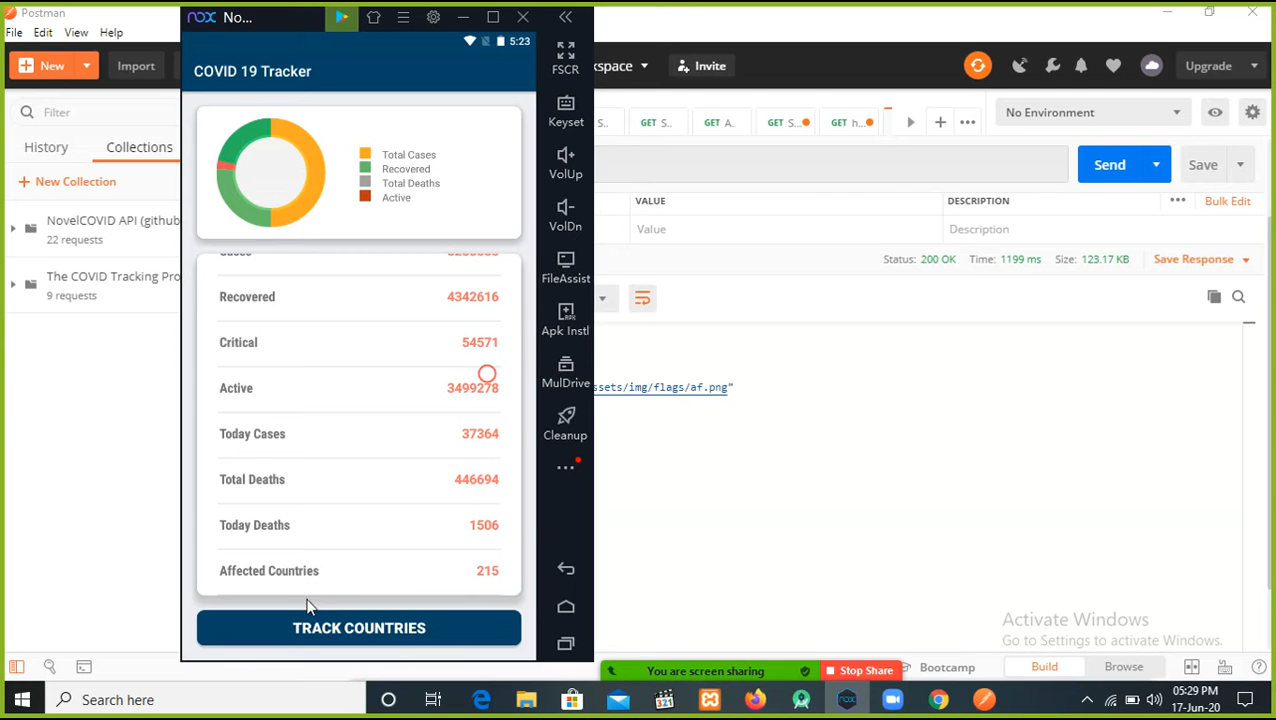 Postman
File Edit View Help
New
Import
Filter
History
Collections
+ New Collection
NovelCOVID API (github
22 requests
The COVID Tracking Pro
9 requests
nox No...
5:23
COVID 19 Tracker
Total Cases
Recovered
Total Deaths
Active
Cases
Recovered 4342616
Critical 54571
Active 3499278
Today Cases 37364
Total Deaths 446694
Today Deaths 1506
Affected Countries 215
TRACK COUNTRIES
FSCR
Keyset
VolUp
VolDn
FileAssist
Apk Instl
MulDrive
Cleanup
kspace
Invite
Upgrade
GET S..
GET A..
GET S...
GET h...
No Environment
Send
Save
VALUE DESCRIPTION
Bulk Edit
Value Description
Status: 200 OK Time: 1199 ms Size: 123.17 KB Save Response
ssets/img/flags/af.png"
Activate Windows
Go to Settings to activate Windows.
You are screen sharing
Stop Share
Bootcamp
Build
Browse
Search here
321
05:29 PM
17-Jun-20